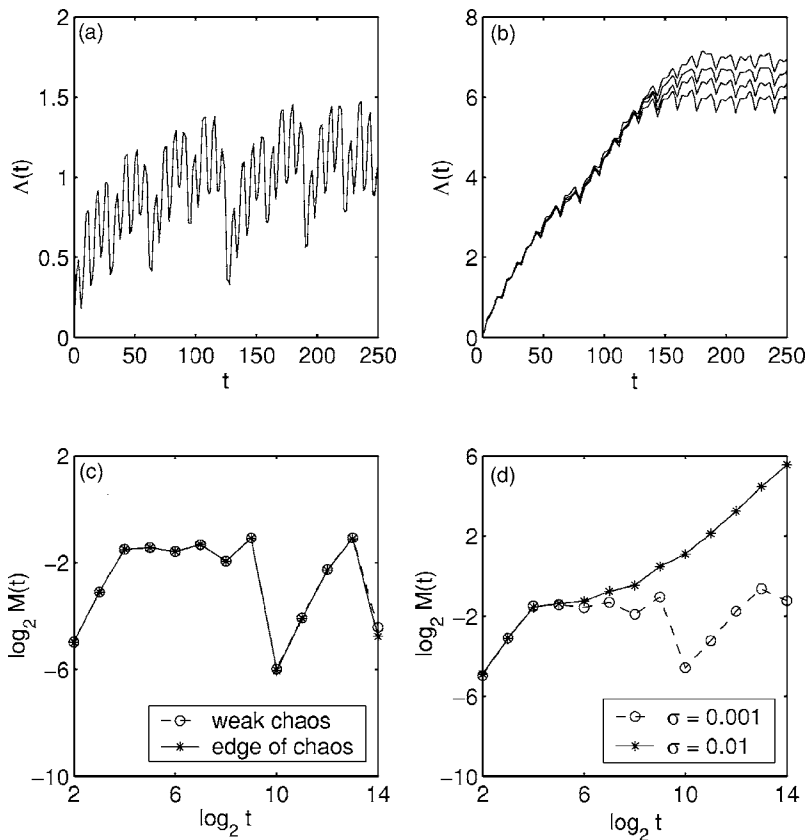 (a)
2
1.5
1
0.5
0
Λ(t)
0 50 100 150 200 250
t
(b)
8
6
4
2
0
Λ(t)
0 50 100 150 200 250
t
(c)
2
−2
−6
−10
log₂ M(t)
weak chaos
edge of chaos
2 6 10 14
log₂ t
(d)
6
2
−2
−6
−10
log₂ M(t)
σ = 0.001
σ = 0.01
2 6 10 14
log₂ t